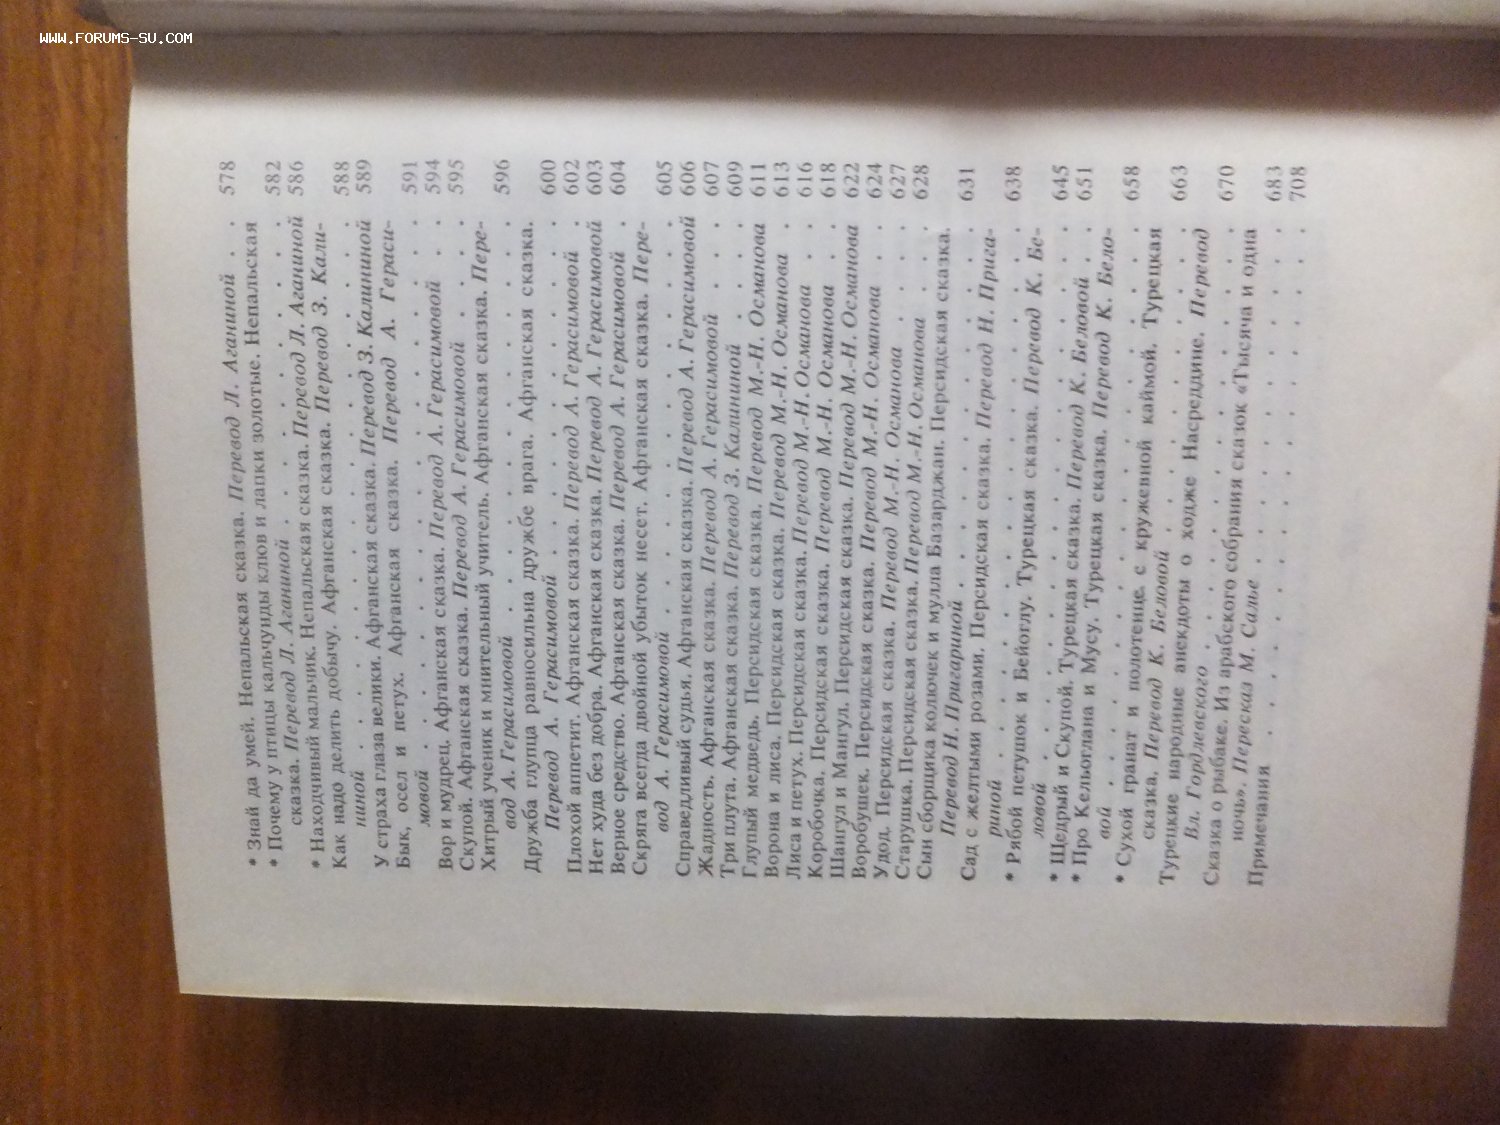 WWW.FORUMS-SU.COM
* Знай да умей. Непальская сказка. Перевод Л. Аганиной . . 578
* Почему у птицы кальчунды клюв и лапки золотые. Непальская
сказка. Перевод Л. Аганиной . . . . . . . . . . 582
* Находчивый мальчик. Непальская сказка. Перевод Л. Аганиной 586
Как надо делить добычу. Афганская сказка. Перевод З. Кали-
ниной . . . . . . . . . . . . . . 588
У страха глаза велики. Афганская сказка. Перевод З. Калининой 589
Бык, осел и петух. Афганская сказка. Перевод А. Гераси-
мовой . . . . . . . . . . . . . . 591
Вор и мудрец. Афганская сказка. Перевод А. Герасимовой . . 594
Скупой. Афганская сказка. Перевод А. Герасимовой . . . . 595
Хитрый ученик и мнительный учитель. Афганская сказка. Пере-
вод А. Герасимовой . . . . . . . . . . . . 596
Дружба глупца равносильна дружбе врага. Афганская сказка.
Перевод А. Герасимовой . . . . . . . . . . 600
Плохой аппетит. Афганская сказка. Перевод А. Герасимовой . 602
Нет худа без добра. Афганская сказка. Перевод А. Герасимовой 603
Верное средство. Афганская сказка. Перевод А. Герасимовой . 604
Скряга всегда двойной убыток несет. Афганская сказка. Пере-
вод А. Герасимовой . . . . . . . . . . . . 605
Справедливый судья. Афганская сказка. Перевод А. Герасимовой 606
Жадность. Афганская сказка. Перевод А. Герасимовой . . . 607
Три плута. Афганская сказка. Перевод З. Калининой . . . . 609
Глупый медведь. Персидская сказка. Перевод М.-Н. Османова 611
Ворона и лиса. Персидская сказка. Перевод М.-Н. Османова . 613
Лиса и петух. Персидская сказка. Перевод М.-Н. Османова . . 616
Коробочка. Персидская сказка. Перевод М.-Н. Османова . . 618
Шангул и Мангул. Персидская сказка. Перевод М.-Н. Османова 622
Воробушек. Персидская сказка. Перевод М.-Н. Османова . . 624
Удод. Персидская сказка. Перевод М.-Н. Османова . . . . 627
Старушка. Персидская сказка. Перевод М.-Н. Османова . . . 628
Сын сборщика колючек и мулла Базарджан. Персидская сказка.
Перевод Н. Пригариной . . . . . . . . . . . 631
Сад с желтыми розами. Персидская сказка. Перевод Н. Прига-
риной . . . . . . . . . . . . . . 638
* Рябой петушок и Бейоглу. Турецкая сказка. Перевод К. Бе-
ловой . . . . . . . . . . . . . . 645
* Щедрый и Скупой. Турецкая сказка. Перевод К. Беловой . . 651
* Про Кельоглана и Мусу. Турецкая сказка. Перевод К. Бело-
вой . . . . . . . . . . . . . . 658
* Сухой гранат и полотенце с кружевной каймой. Турецкая
сказка. Перевод К. Беловой . . . . . . . . . . 663
Турецкие народные анекдоты о ходже Насреддине. Перевод
Вл. Гордлевского . . . . . . . . . . . . 670
Сказка о рыбаке. Из арабского собрания сказок «Тысяча и одна
ночь». Пересказ М. Салье . . . . . . . . . . 683
Примечания . . . . . . . . . . . . . . 708